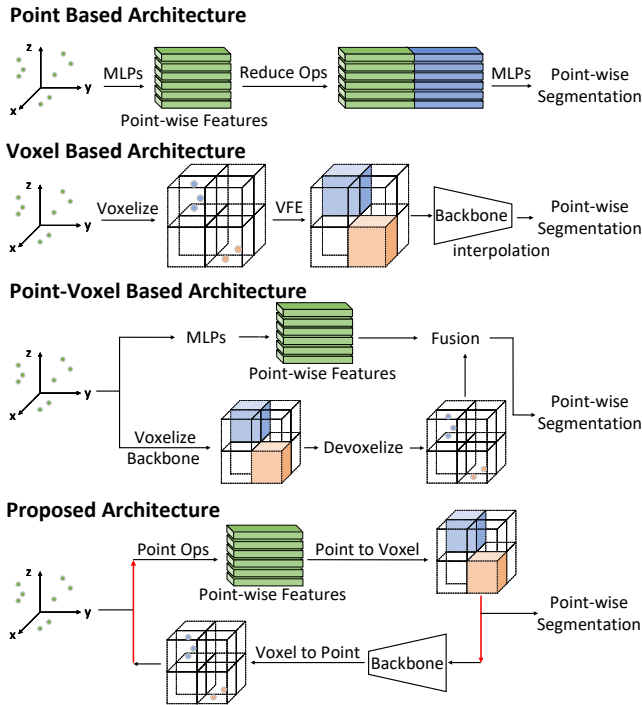 Point Based Architecture
z
y
x
MLPs
Point-wise Features
Reduce Ops
MLPs
Point-wise
Segmentation
Voxel Based Architecture
z
y
x
Voxelize
VFE
Backbone
interpolation
Point-wise
Segmentation
Point-Voxel Based Architecture
z
y
x
MLPs
Point-wise Features
Fusion
Voxelize
Backbone
Devoxelize
Point-wise
Segmentation
Proposed Architecture
z
y
x
Point Ops
Point-wise Features
Point to Voxel
Voxel to Point
Backbone
Point-wise
Segmentation